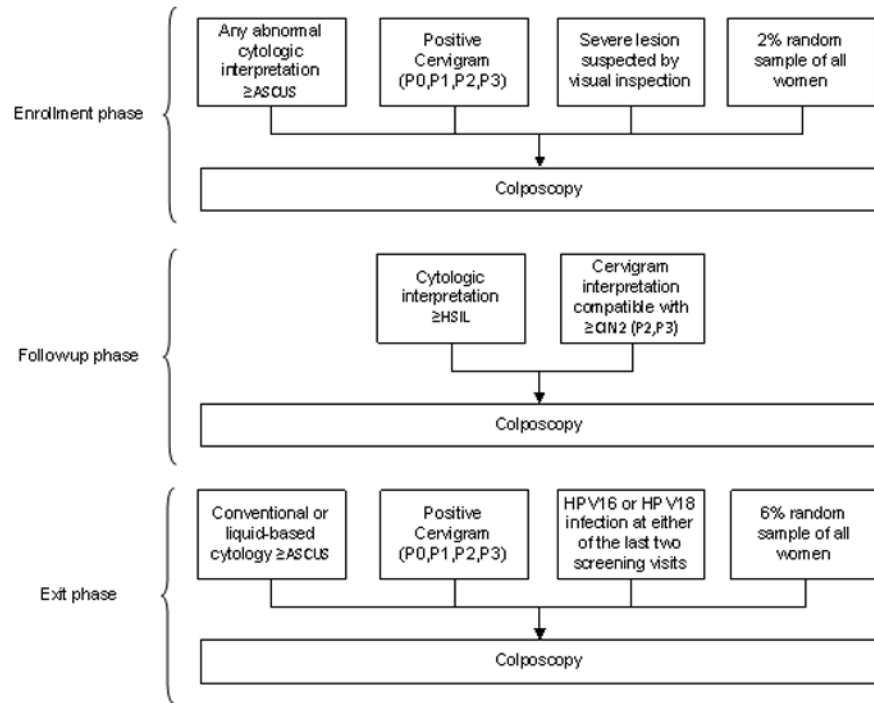 Enrollment phase
Any abnormal
cytologic
interpretation
≥ASCUS
Positive
Cervigram
(P0,P1,P2,P3)
Severe lesion
suspected by
visual inspection
2% random
sample of all
women
Colposcopy
Followup phase
Cytologic
interpretation
≥HSIL
Cervigram
interpretation
compatible with
≥CIN2 (P2,P3)
Colposcopy
Exit phase
Conventional or
liquid-based
cytology ≥ASCUS
Positive
Cervigram
(P0,P1,P2,P3)
HPV16 or HPV18
infection at either
of the last two
screening visits
6% random
sample of all
women
Colposcopy